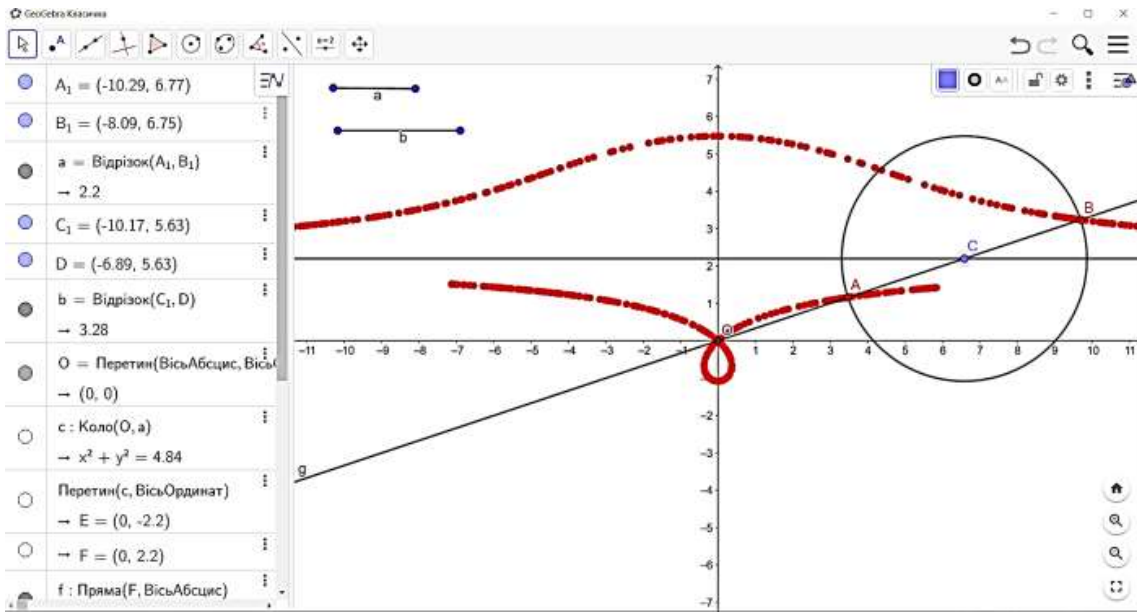 GeoGebra Класична
A
a=2
A₁ = (-10.29, 6.77)
B₁ = (-8.09, 6.75)
a = Відрізок(A₁, B₁)
→ 2.2
C₁ = (-10.17, 5.63)
D = (-6.89, 5.63)
b = Відрізок(C₁, D)
→ 3.28
O = Перетин(ВісьАбсцис, Вісь
→ (0, 0)
c : Коло(O, a)
→ x² + y² = 4.84
Перетин(c, ВісьОрдинат)
→ E = (0, -2.2)
→ F = (0, 2.2)
f : Пряма(F, ВісьАбсцис)
AA
a
b
7
6
5
4
3
2
1
B
C
A
O
g
-11 -10 -9 -8 -7 -6 -5 -4 -3 -2 -1 1 2 3 4 5 6 7 8 9 10 11
-2
-3
-4
-5
-6
-7